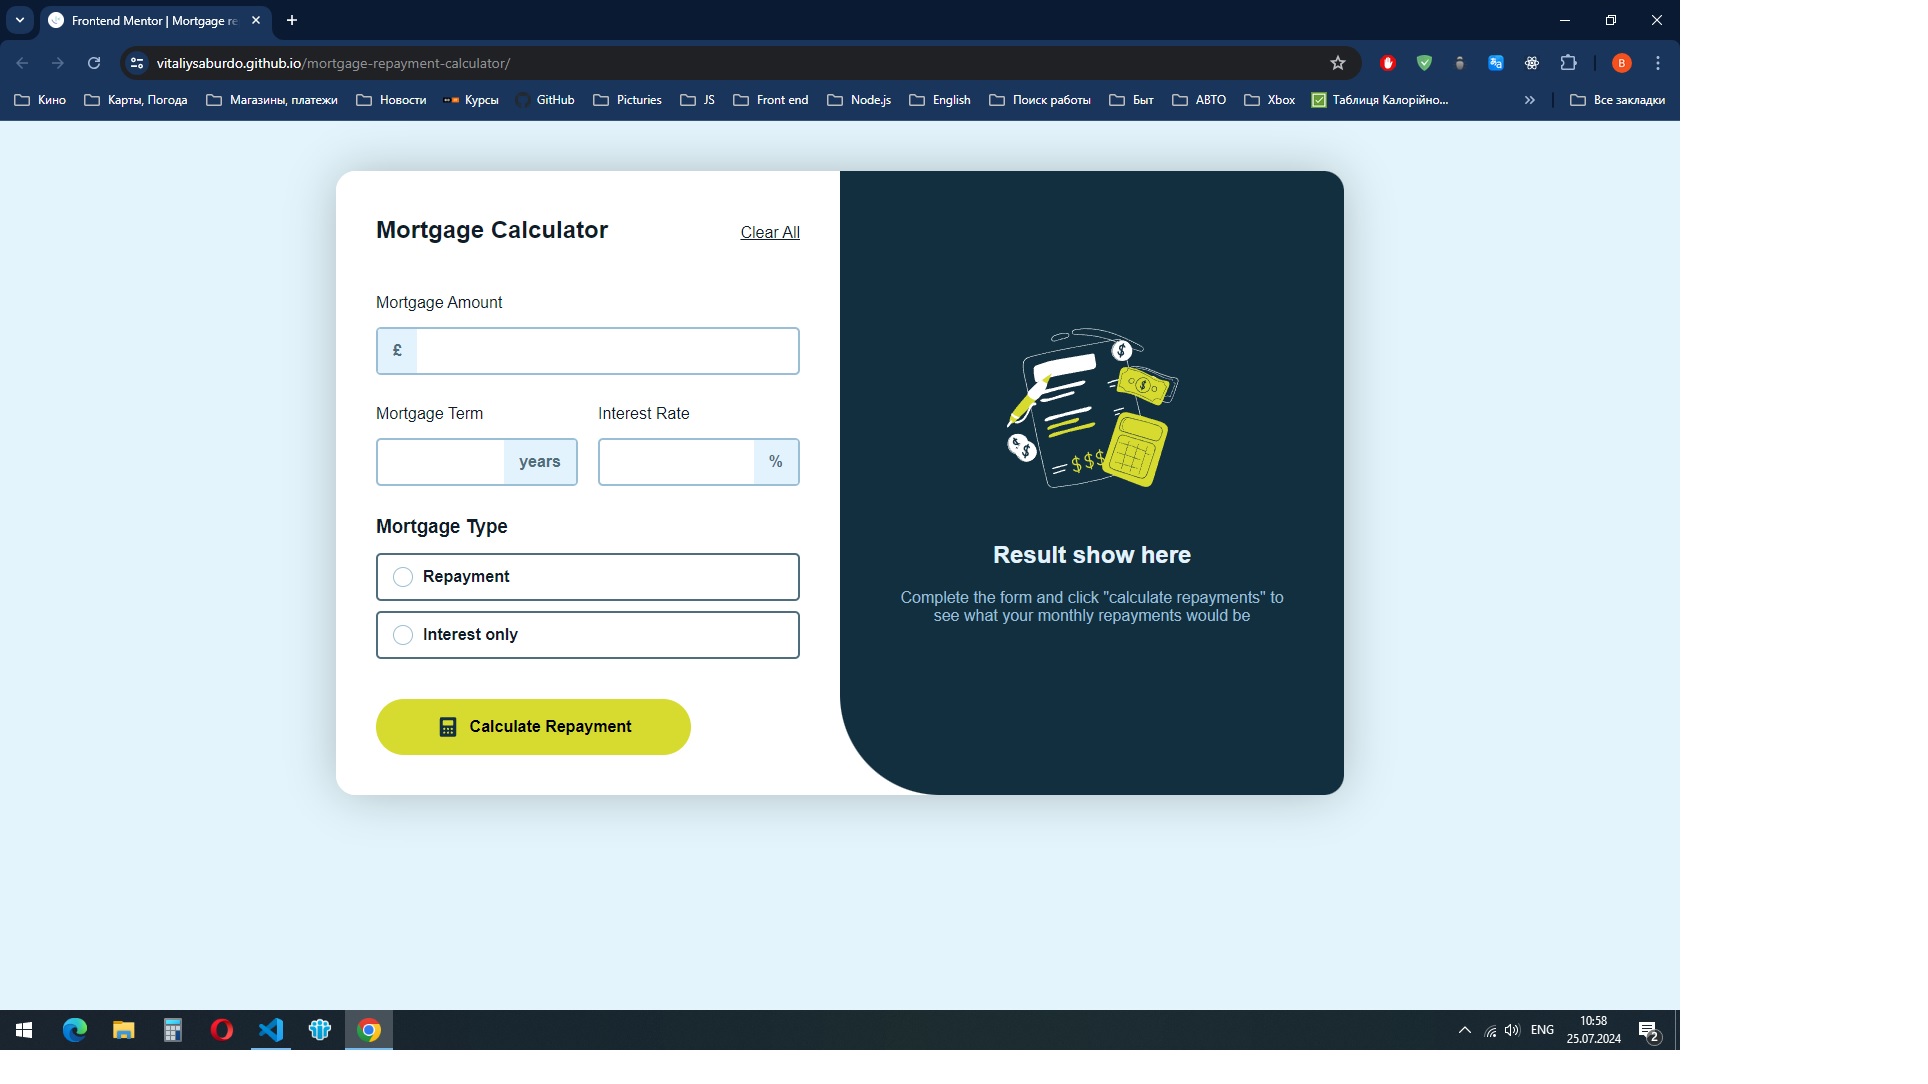 Frontend Mentor | Mortgage re
vitaliysaburdo.github.io/mortgage-repayment-calculator/
B
Кино
Карты, Погода
Магазины, платежи
Новости
Курсы
GitHub
Picturies
JS
Front end
Node.js
English
Поиск работы
Быт
АВТО
Xbox
Таблиця Калорійно...
Все закладки
Mortgage Calculator
Clear All
Mortgage Amount
£
Mortgage Term
Interest Rate
years
%
Mortgage Type
Repayment
Interest only
Calculate Repayment
$
$
$
$$$
Result show here
Complete the form and click "calculate repayments" to
see what your monthly repayments would be
ENG
10:58
25.07.2024
2